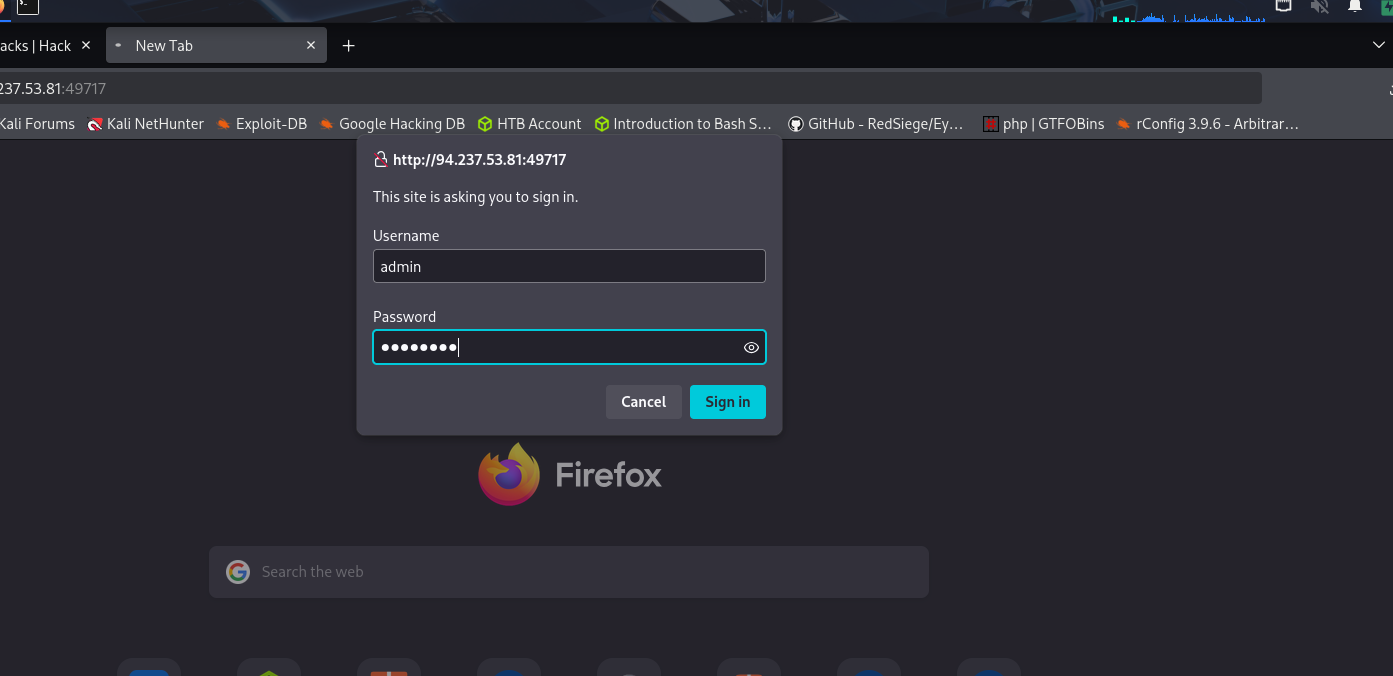 acks | Hack
New Tab
237.53.81:49717
Kali Forums Kali NetHunter Exploit-DB Google Hacking DB HTB Account Introduction to Bash S… GitHub - RedSiege/Ey… php | GTFOBins rConfig 3.9.6 - Arbitrar…
http://94.237.53.81:49717
This site is asking you to sign in.
Username
admin
Password
••••••••
Cancel Sign in
Firefox
Search the web